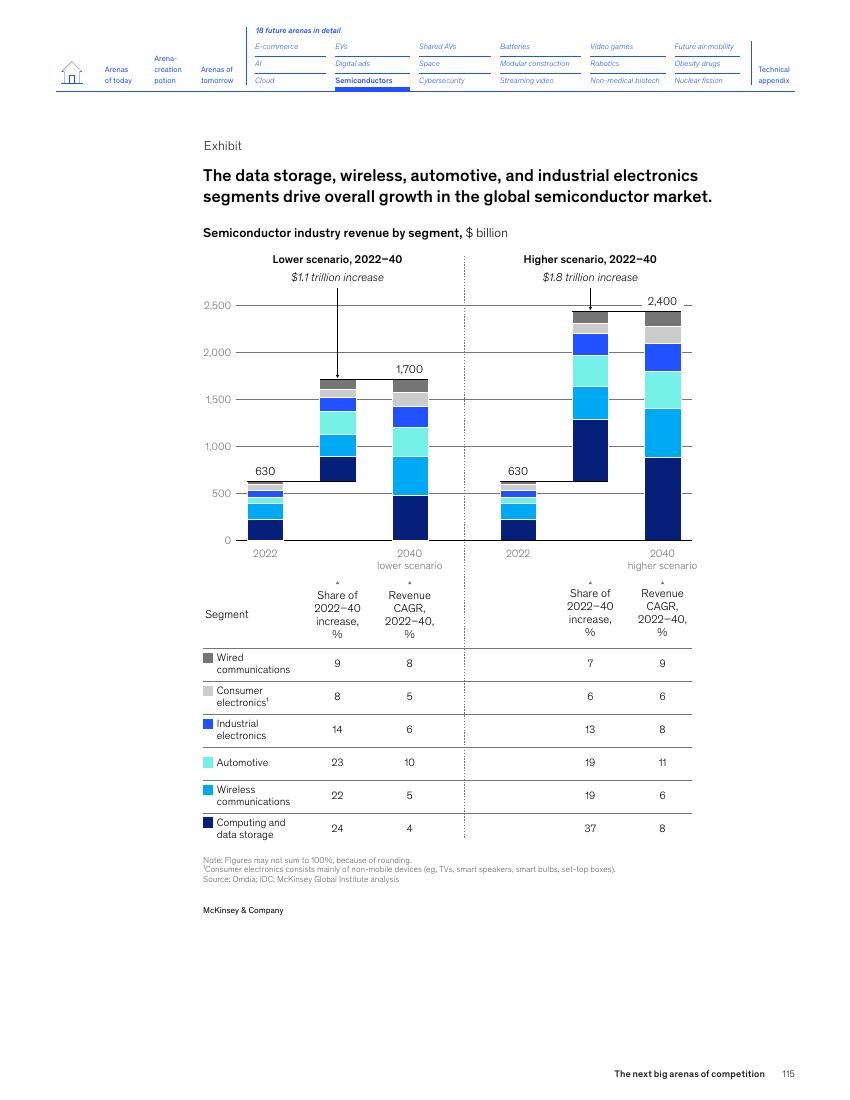 18 future arenas in detail
Arenas of today
Arena-creation potion
Arenas of tomorrow
E-commerce EVs Shared AVs Batteries Video games Future air mobility
AI Digital ads Space Modular construction Robotics Obesity drugs
Cloud Semiconductors Cybersecurity Streaming video Non-medical biotech Nuclear fission
Technical appendix
Exhibit
The data storage, wireless, automotive, and industrial electronics
segments drive overall growth in the global semiconductor market.
Semiconductor industry revenue by segment, $ billion
Lower scenario, 2022–40
$1.1 trillion increase
Higher scenario, 2022–40
$1.8 trillion increase
2,500
2,000
1,500
1,000
500
0
630
1,700
630
2,400
2022
2040
lower scenario
2022
2040
higher scenario
Segment
Share of
2022–40
increase,
%
Revenue
CAGR,
2022–40,
%
Share of
2022–40
increase,
%
Revenue
CAGR,
2022–40,
%
Wired
communications 9 8 7 9
Consumer
electronics¹ 8 5 6 6
Industrial
electronics 14 6 13 8
Automotive 23 10 19 11
Wireless
communications 22 5 19 6
Computing and
data storage 24 4 37 8
Note: Figures may not sum to 100%, because of rounding.
¹Consumer electronics consists mainly of non-mobile devices (eg, TVs, smart speakers, smart bulbs, set-top boxes).
Source: Omdia; IDC; McKinsey Global Institute analysis
McKinsey & Company
The next big arenas of competition 115